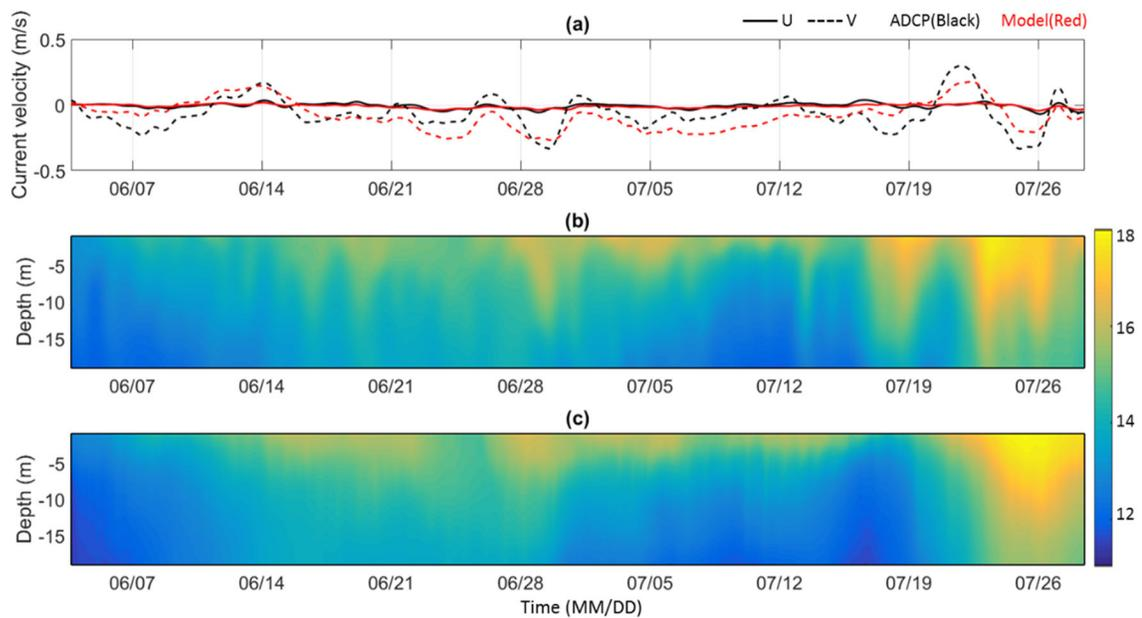 (a)
U V ADCP(Black) Model(Red)
Current velocity (m/s)
0.5
0
-0.5
06/07 06/14 06/21 06/28 07/05 07/12 07/19 07/26
(b)
Depth (m)
-5
-10
-15
06/07 06/14 06/21 06/28 07/05 07/12 07/19 07/26
18
16
14
12
(c)
Depth (m)
-5
-10
-15
06/07 06/14 06/21 06/28 07/05 07/12 07/19 07/26
Time (MM/DD)